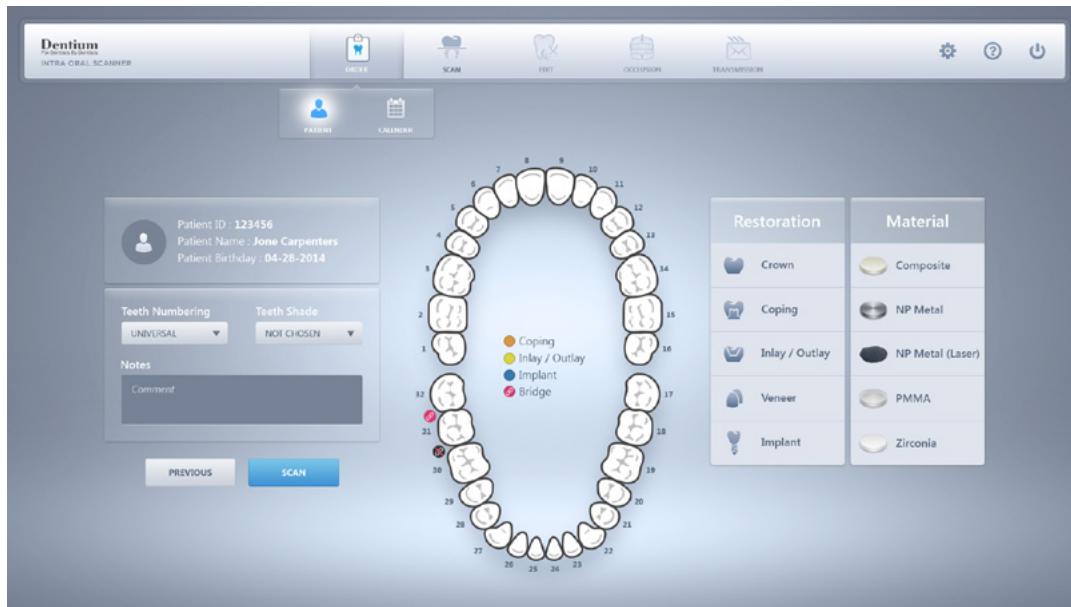 Dentium
For Dentists By Dentists
INTRA ORAL SCANNER
ORDER
SCAN
EDIT
OCCLUSION
TRANSMISSION
PATIENT
CALENDER
Patient ID : 123456
Patient Name : Jone Carpenters
Patient Birthday : 04-28-2014
Teeth Numbering
Teeth Shade
UNIVERSAL
NOT CHOSEN
Notes
Comment
PREVIOUS
SCAN
1
2
3
4
5
6
7
8
9
10
11
12
13
14
15
16
Coping
Inlay / Outlay
Implant
Bridge
32
31
30
29
28
27
26
25
24
23
22
21
20
19
18
17
Restoration
Crown
Coping
Inlay / Outlay
Veneer
Implant
Material
Composite
NP Metal
NP Metal (Laser)
PMMA
Zirconia